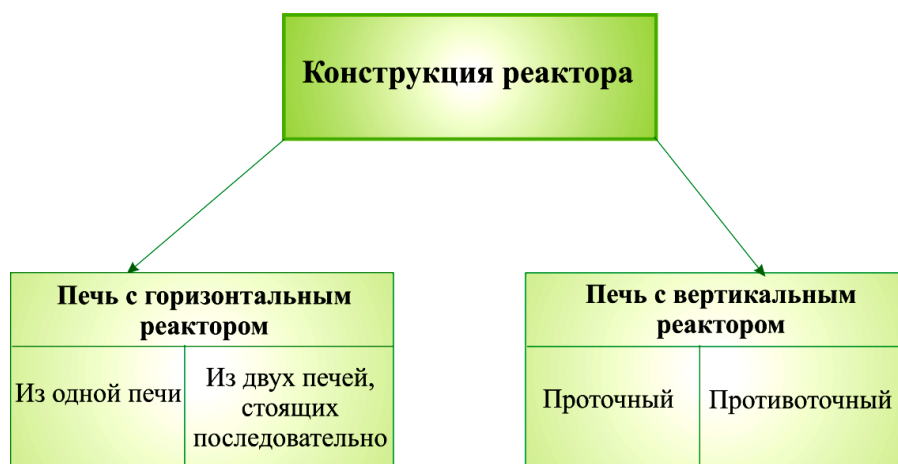 Конструкция реактора
Печь с горизонтальным
реактором
Из одной печи
Из двух печей,
стоящих
последовательно
Печь с вертикальным
реактором
Проточный
Противоточный